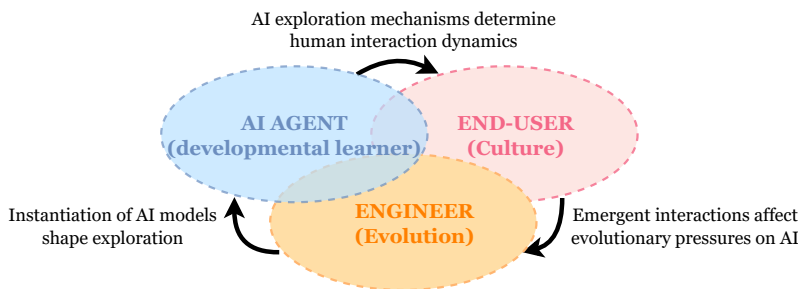 AI exploration mechanisms determine
human interaction dynamics
AI AGENT
(developmental learner)
END-USER
(Culture)
Instantiation of AI models
shape exploration
ENGINEER
(Evolution)
Emergent interactions affect
evolutionary pressures on AI